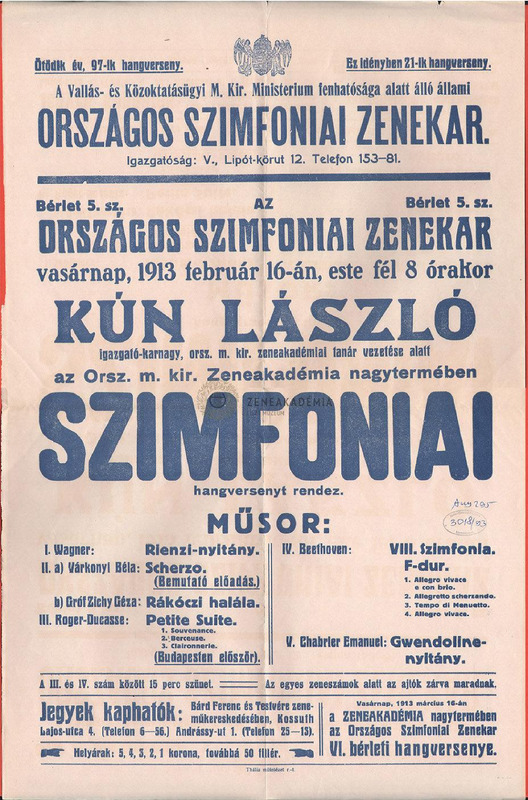 Ötödik év, 97-ik hangverseny.
Ez idényben 21-ik hangverseny.
A Vallás- és Közoktatásügyi M. Kir. Ministerium fenhatósága alatt álló állami
ORSZÁGOS SZIMFONIAI ZENEKAR.
Igazgatóság: V., Lipót-körut 12. Telefon 153—81.
Bérlet 5. sz. AZ Bérlet 5. sz.
ORSZÁGOS SZIMFONIAI ZENEKAR
vasárnap, 1913 február 16-án, este fél 8 órakor
KÚN LÁSZLÓ
igazgató-karnagy, orsz. m. kir. zeneakadémiai tanár vezetése alatt
az Orsz. m. kir. Zeneakadémia nagytermében
ZENEAKADÉMIA
SZIMFONIAI
hangversenyt rendez.
MŰSOR:
3018/93
I. Wagner: Rienzi-nyitány.
II. a) Várkonyi Béla: Scherzo.
(Bemutató előadás.)
b) Gróf Zichy Géza: Rákóczi halála.
III. Roger-Ducasse: Petite Suite.
1. Souvenance.
2. Berceuse.
3. Claironnerie.
(Budapesten először).
IV. Beethoven: VIII. Szimfonia.
F-dur.
1. Allegro vivace
e con brio.
2. Allegretto scherzando.
3. Tempo di Menuetto.
4. Allegro vivace.
V. Chabrier Emanuel: Gwendoline-
nyitány.
A III. és IV. szám között 15 perc szünet.
Az egyes zeneszámok alatt az ajtók zárva maradnak.
Jegyek kaphatók: Bárd Ferenc és Testvére zene-
műkereskedésében, Kossuth
Lajos-utca 4. (Telefon 6—56.) Andrássy-ut 1. (Telefon 25—13).
Helyárak: 5, 4, 3, 2, 1 korona, továbbá 50 fillér.
Vasárnap, 1913 március 16-án
a ZENEAKADÉMIA nagytermében
az Országos Szimfoniai Zenekar
VI. bérleti hangversenye.
Thália műintézet r.-t.